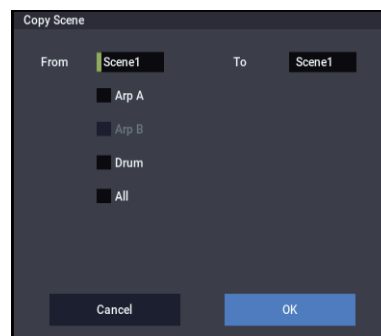 Copy Scene
From Scene1 To Scene1
Arp A
Arp B
Drum
All
Cancel OK